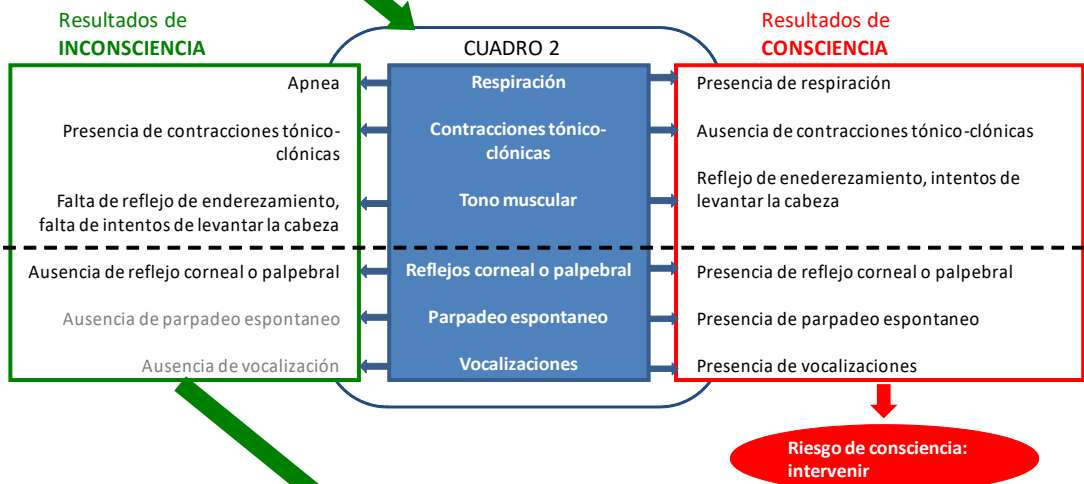 Resultados de
INCONSCIENCIA
CUADRO 2
Resultados de
CONSCIENCIA
Apnea
Respiración
Presencia de respiración
Presencia de contracciones tónico-
clónicas
Contracciones tónico-
clónicas
Ausencia de contracciones tónico-clónicas
Falta de reflejo de enderezamiento,
falta de intentos de levantar la cabeza
Tono muscular
Reflejo de enederezamiento, intentos de
levantar la cabeza
Ausencia de reflejo corneal o palpebral
Reflejos corneal o palpebral
Presencia de reflejo corneal o palpebral
Ausencia de parpadeo espontaneo
Parpadeo espontaneo
Presencia de parpadeo espontaneo
Ausencia de vocalización
Vocalizaciones
Presencia de vocalizaciones
Riesgo de consciencia:
intervenir